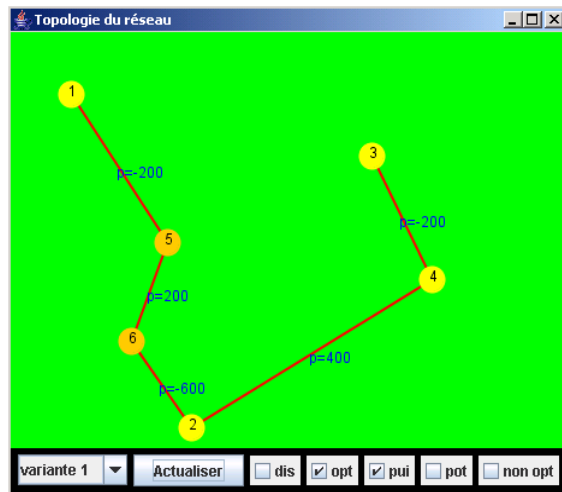 Topologie du réseau
1
p=-200
3
p=-200
5
4
p=200
6
p=400
p=-600
2
variante 1 Actualiser dis opt pui pot non opt